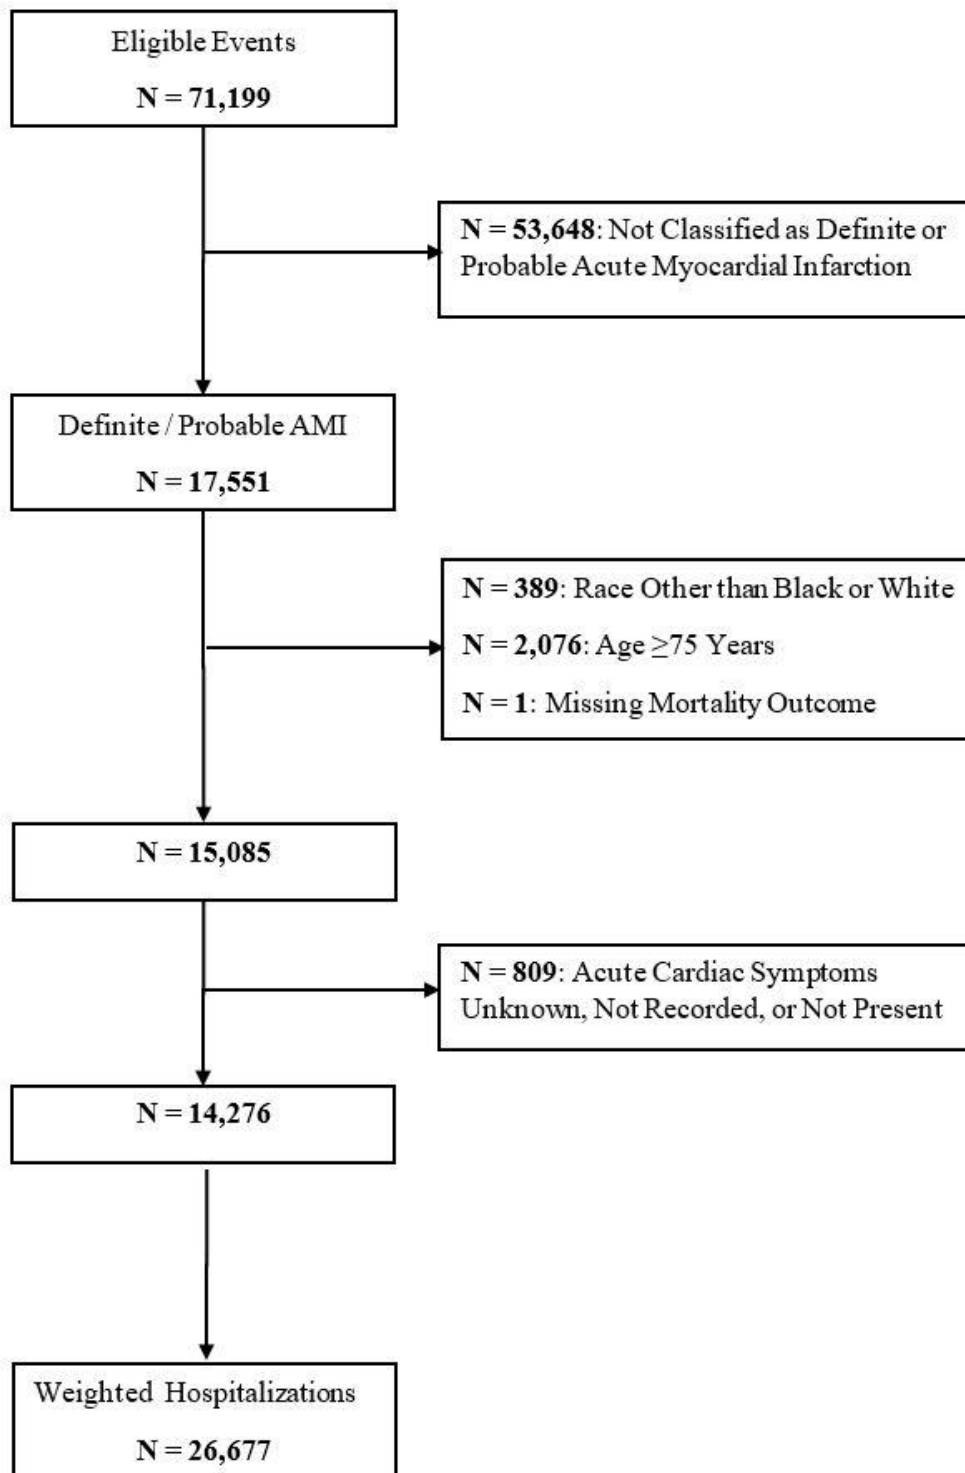 Eligible Events
N = 71,199
N = 53,648: Not Classified as Definite or
Probable Acute Myocardial Infarction
Definite / Probable AMI
N = 17,551
N = 389: Race Other than Black or White
N = 2,076: Age ≥75 Years
N = 1: Missing Mortality Outcome
N = 15,085
N = 809: Acute Cardiac Symptoms
Unknown, Not Recorded, or Not Present
N = 14,276
Weighted Hospitalizations
N = 26,677